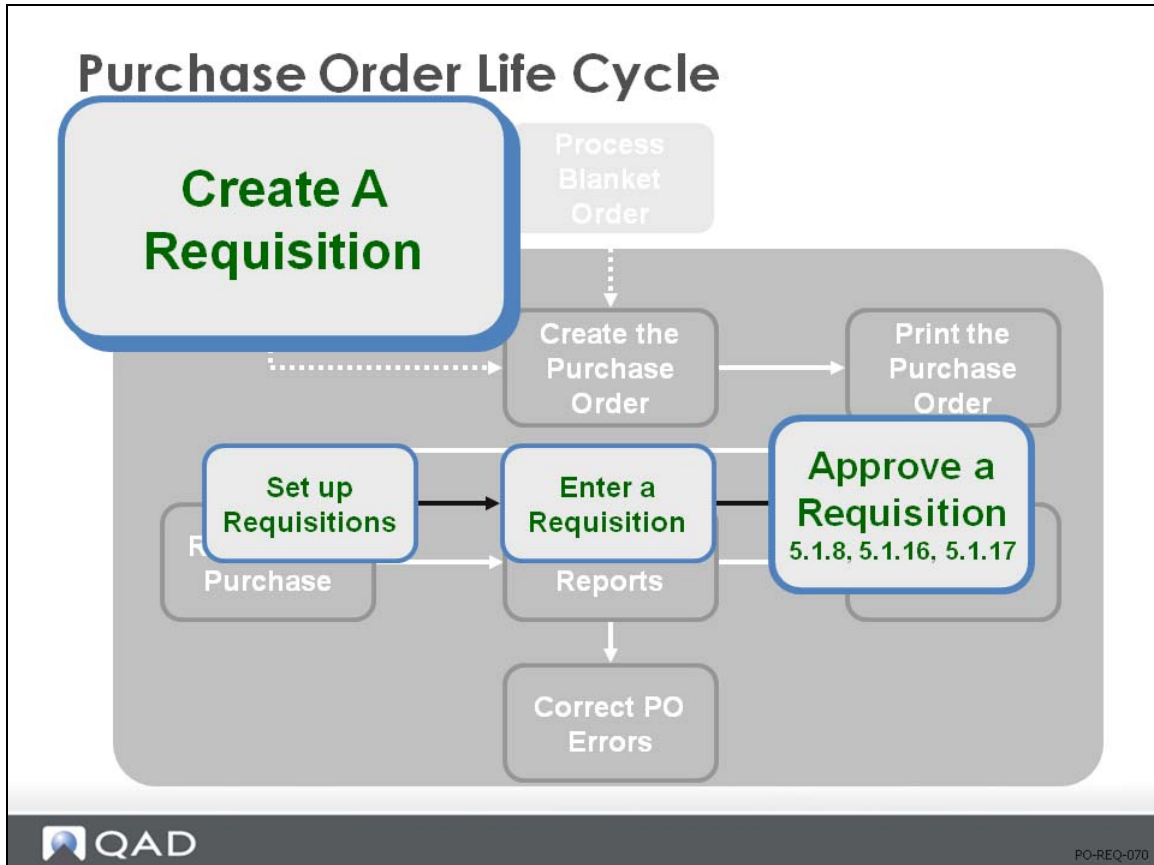 Purchase Order Life Cycle
Create A
Requisition
Process
Blanket
Order
Create the
Purchase
Order
Print the
Purchase
Order
Set up
Requisitions
Enter a
Requisition
Approve a
Requisition
5.1.8, 5.1.16, 5.1.17
Purchase
Reports
Correct PO
Errors
QAD
PO-REQ-070